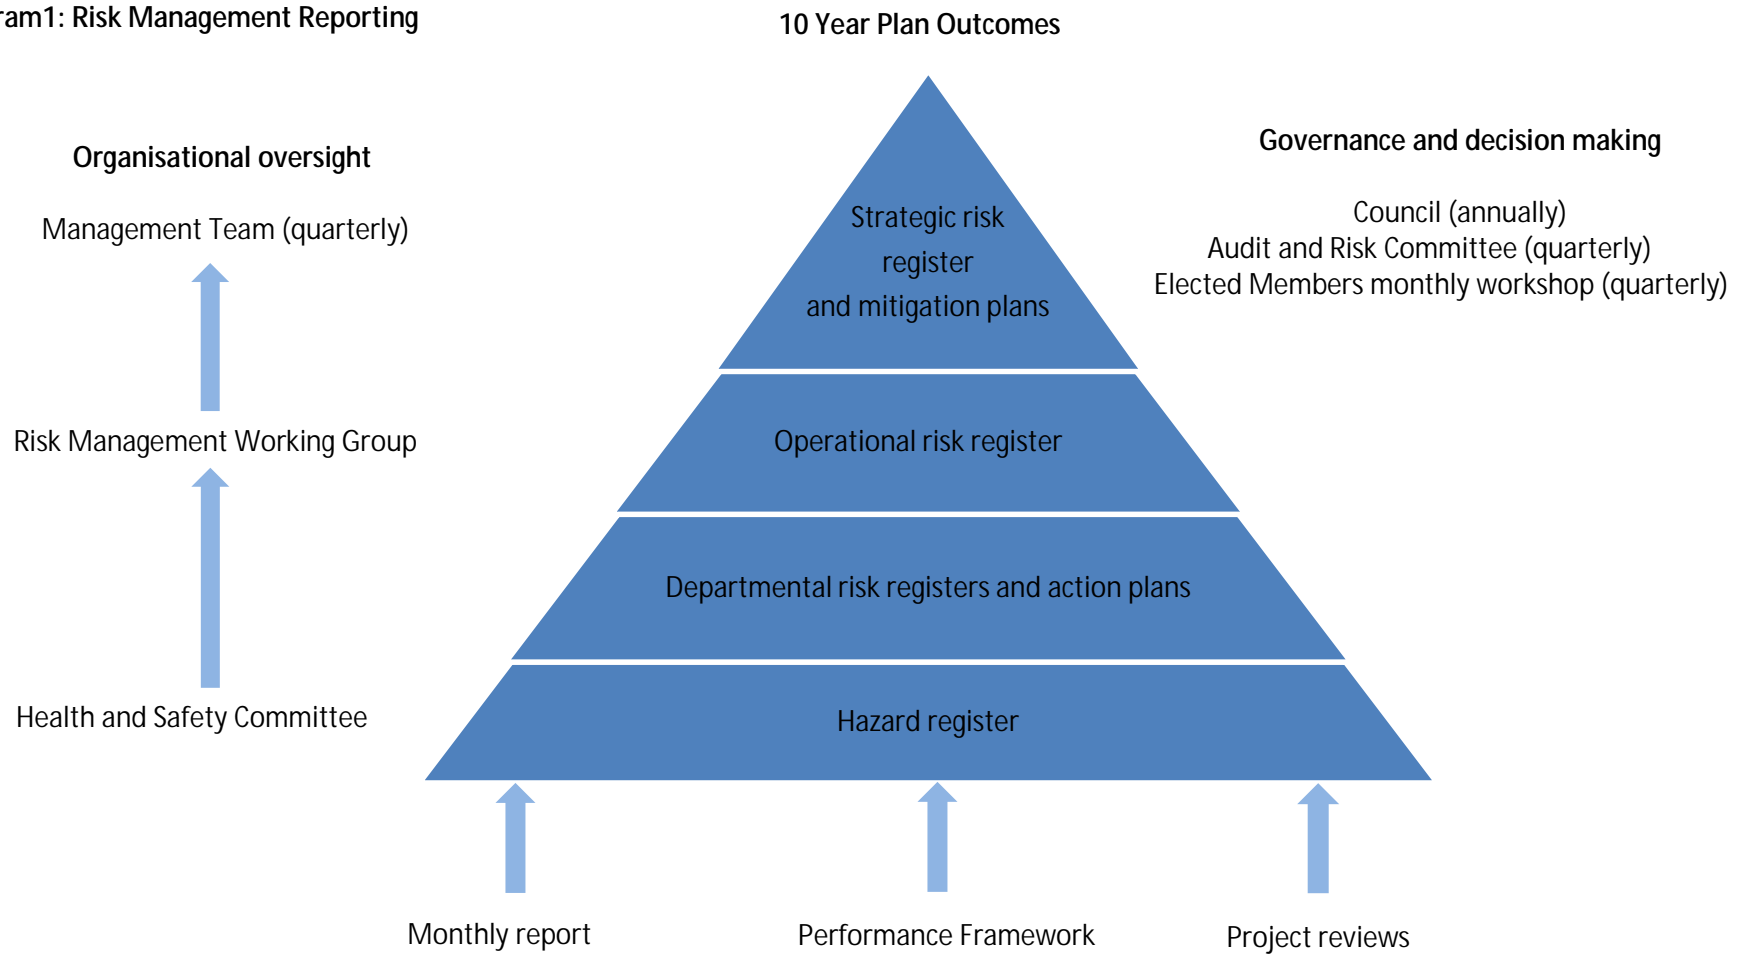 ram1: Risk Management Reporting
10 Year Plan Outcomes
Organisational oversight
Management Team (quarterly)
Risk Management Working Group
Health and Safety Committee
Governance and decision making
Council (annually)
Audit and Risk Committee (quarterly)
Elected Members monthly workshop (quarterly)
Strategic risk
register
and mitigation plans
Operational risk register
Departmental risk registers and action plans
Hazard register
Monthly report
Performance Framework
Project reviews